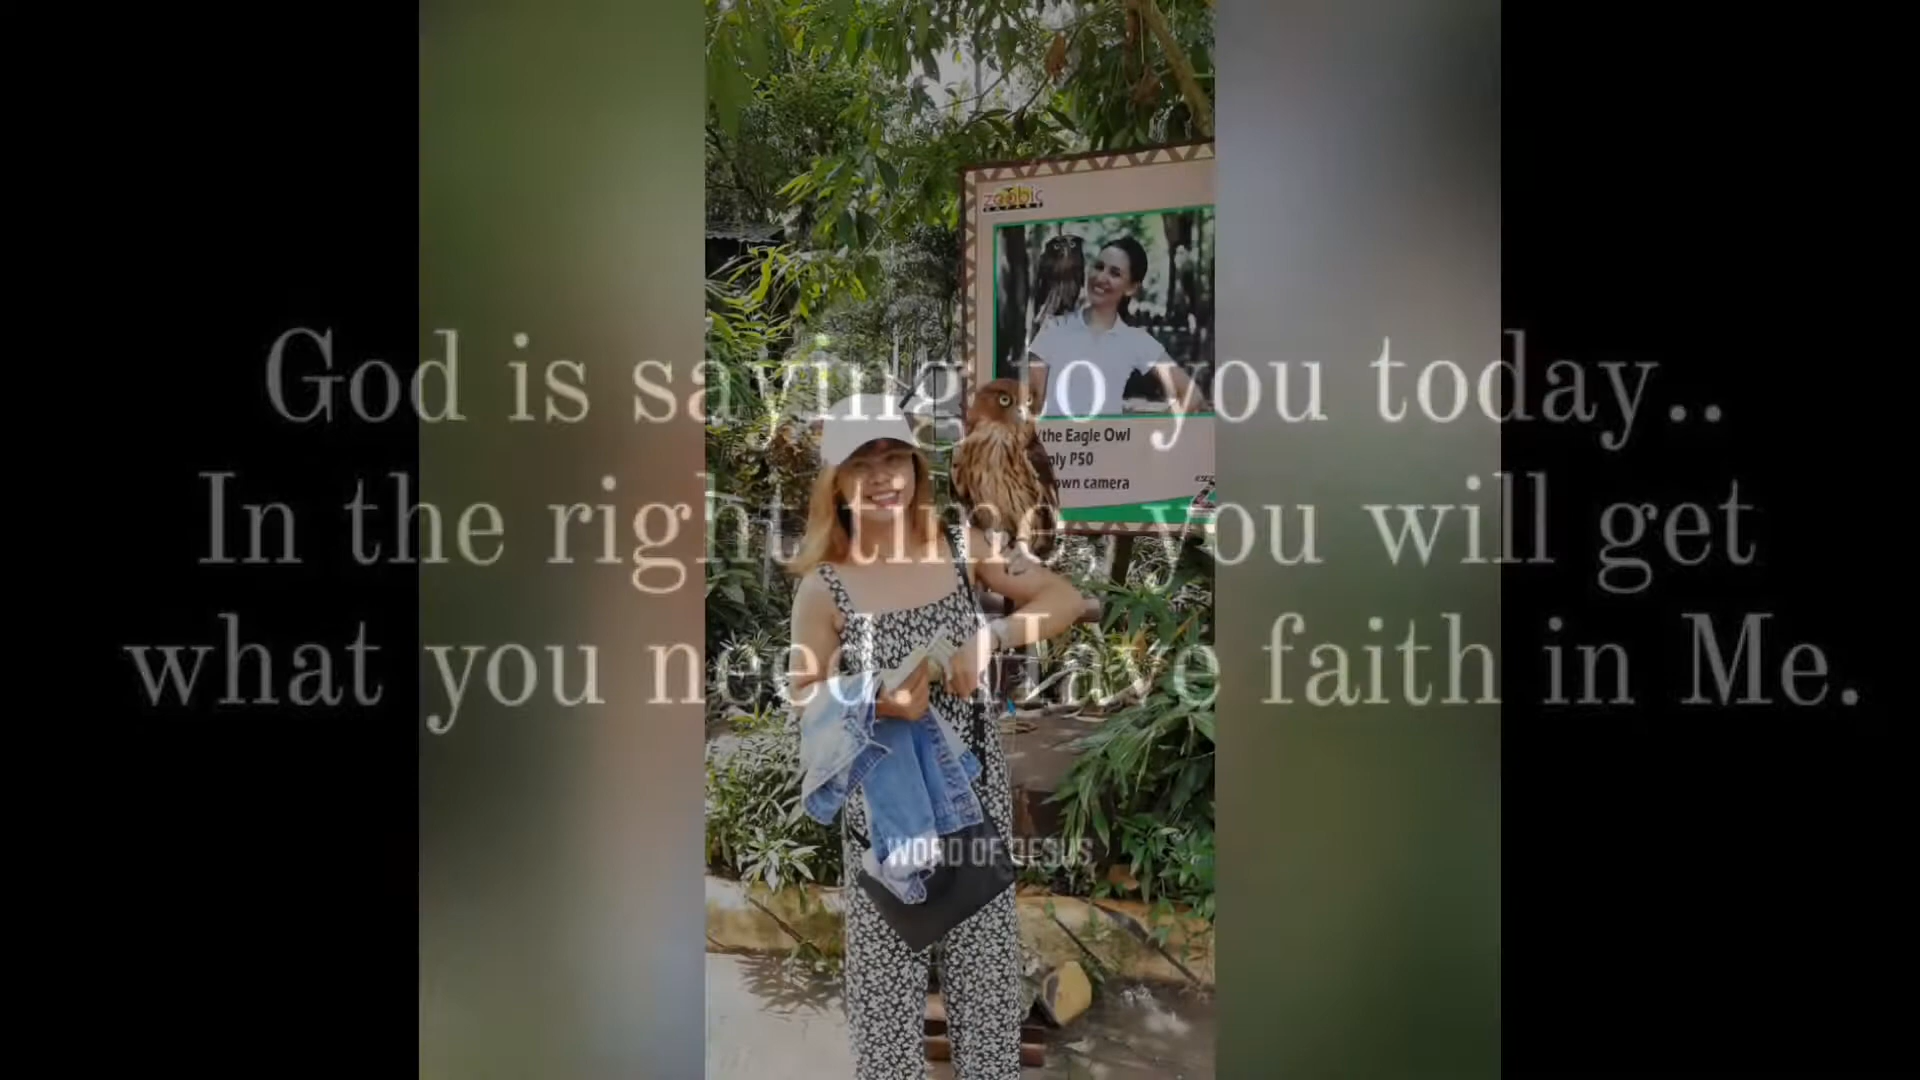 zoobic
God is saying to you today..
/the Eagle Owl
nly P50
own camera
In the right time, you will get
what you need. Have faith in Me.
WORD OF JESUS